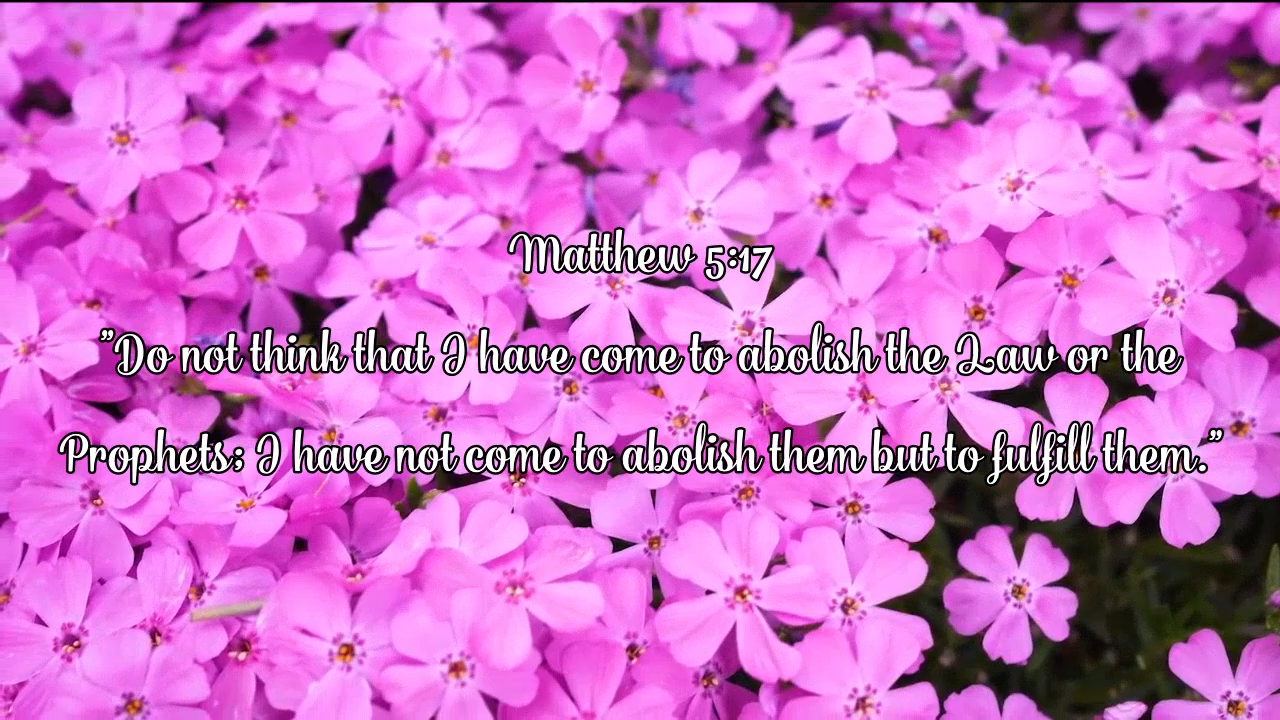 Matthew 5:17
"Do not think that I have come to abolish the Law or the
Prophets; I have not come to abolish them but to fulfill them."